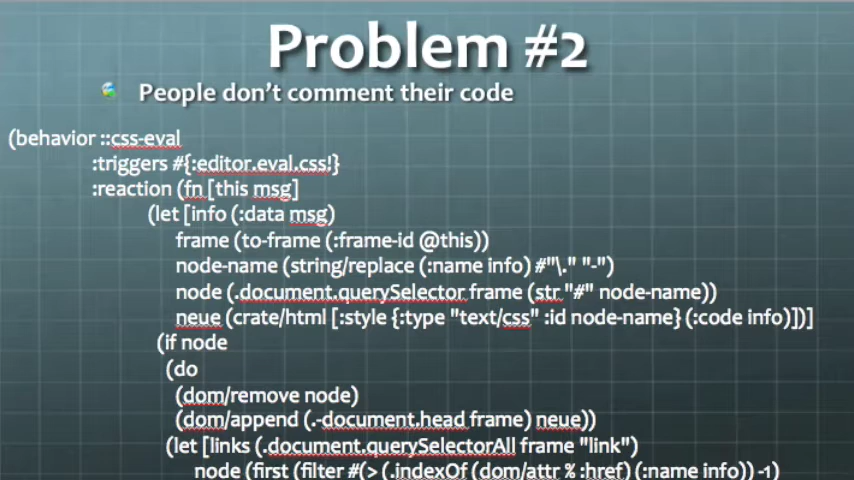 Problem #2
People don't comment their code
(behavior ::css-eval
:triggers #{:editor.eval.css!}
:reaction (fn [this msg]
(let [info (:data msg)
frame (to-frame (:frame-id @this))
node-name (string/replace (:name info) #"\." "-")
node (.document.querySelector frame (str "#" node-name))
neue (crate/html [:style {:type "text/css" :id node-name} (:code info)])]
(if node
(do
(dom/remove node)
(dom/append (.-document.head frame) neue))
(let [links (.document.querySelectorAll frame "link")
node (first (filter #(> (.indexOf (dom/attr % :href) (:name info)) -1)